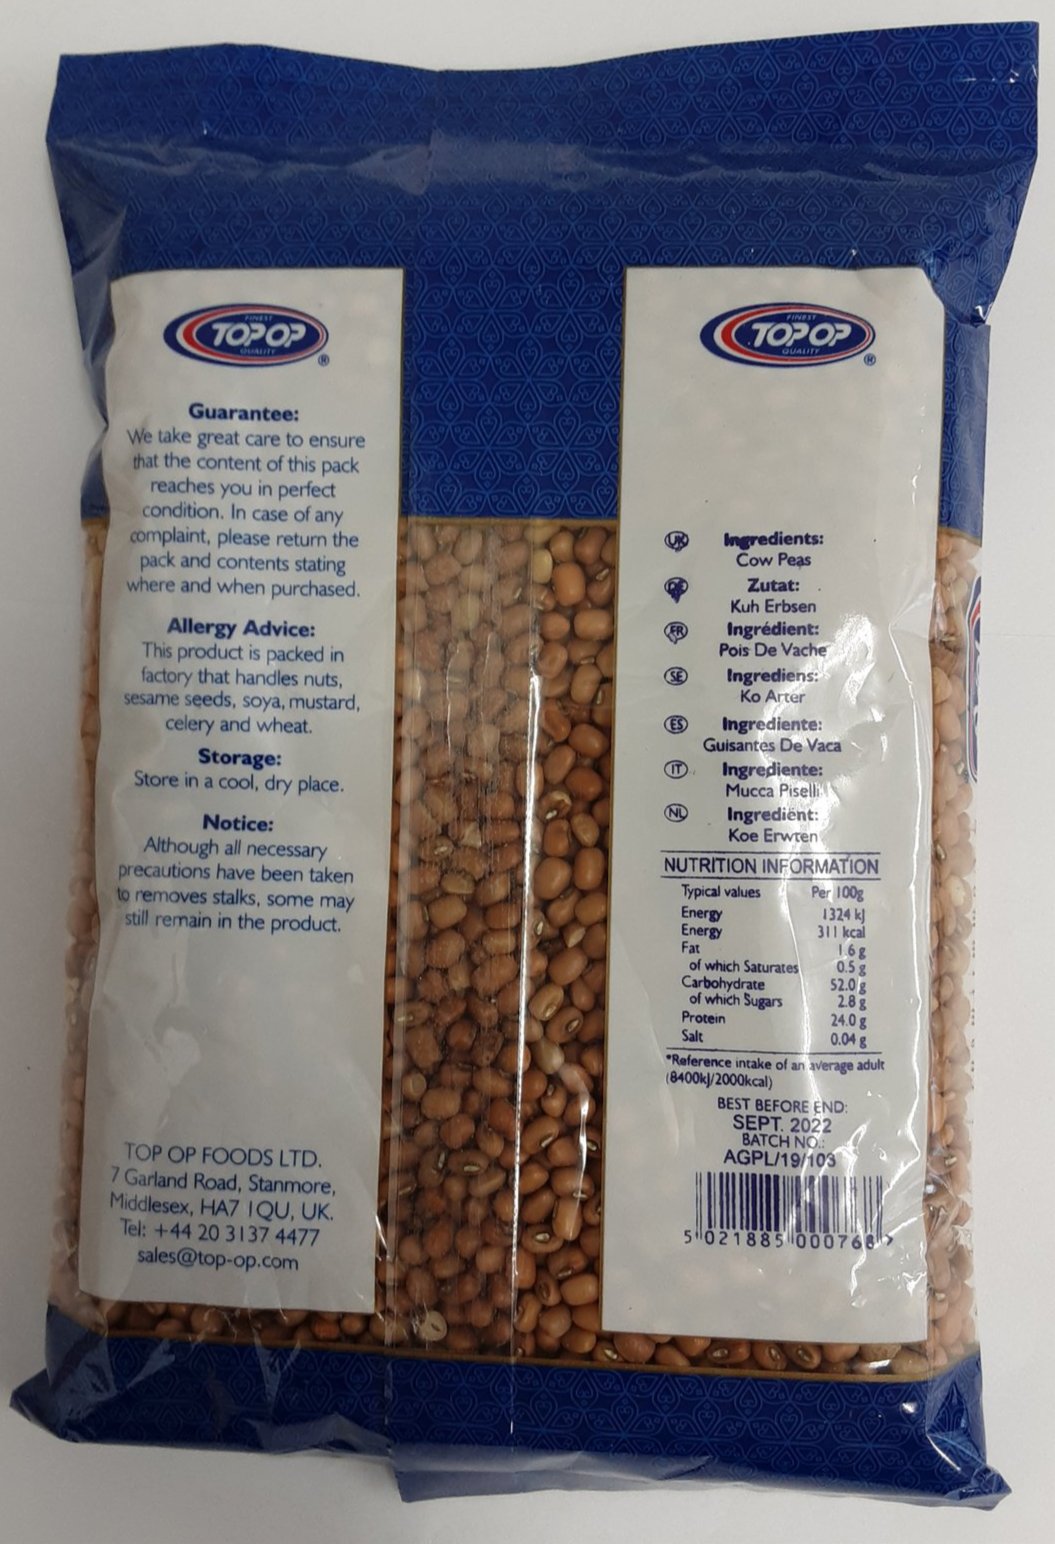 FINEST
TOP OP
QUALITY
®
Guarantee:
We take great care to ensure
that the content of this pack
reaches you in perfect
condition. In case of any
complaint, please return the
pack and contents stating
where and when purchased.
Allergy Advice:
This product is packed in
factory that handles nuts,
sesame seeds, soya, mustard,
celery and wheat.
Storage:
Store in a cool, dry place.
Notice:
Although all necessary
precautions have been taken
to removes stalks, some may
still remain in the product.
TOP OP FOODS LTD.
7 Garland Road, Stanmore,
Middlesex, HA7 1QU, UK.
Tel: +44 20 3137 4477
sales@top-op.com
FINEST
TOP OP
QUALITY
®
UK Ingredients:
Cow Peas
DE Zutat:
Kuh Erbsen
FR Ingrédient:
Pois De Vache
SE Ingrediens:
Ko Arter
ES Ingrediente:
Guisantes De Vaca
IT Ingrediente:
Mucca Piselli
NL Ingrediënt:
Koe Erwten
NUTRITION INFORMATION
Typical values Per 100g
Energy 1324 kJ
Energy 311 kcal
Fat 1.6 g
of which Saturates 0.5 g
Carbohydrate 52.0 g
of which Sugars 2.8 g
Protein 24.0 g
Salt 0.04 g
*Reference intake of an average adult
(8400kJ/2000kcal)
BEST BEFORE END:
SEPT. 2022
BATCH NO.:
AGPL/19/103
5 021885 000768 >